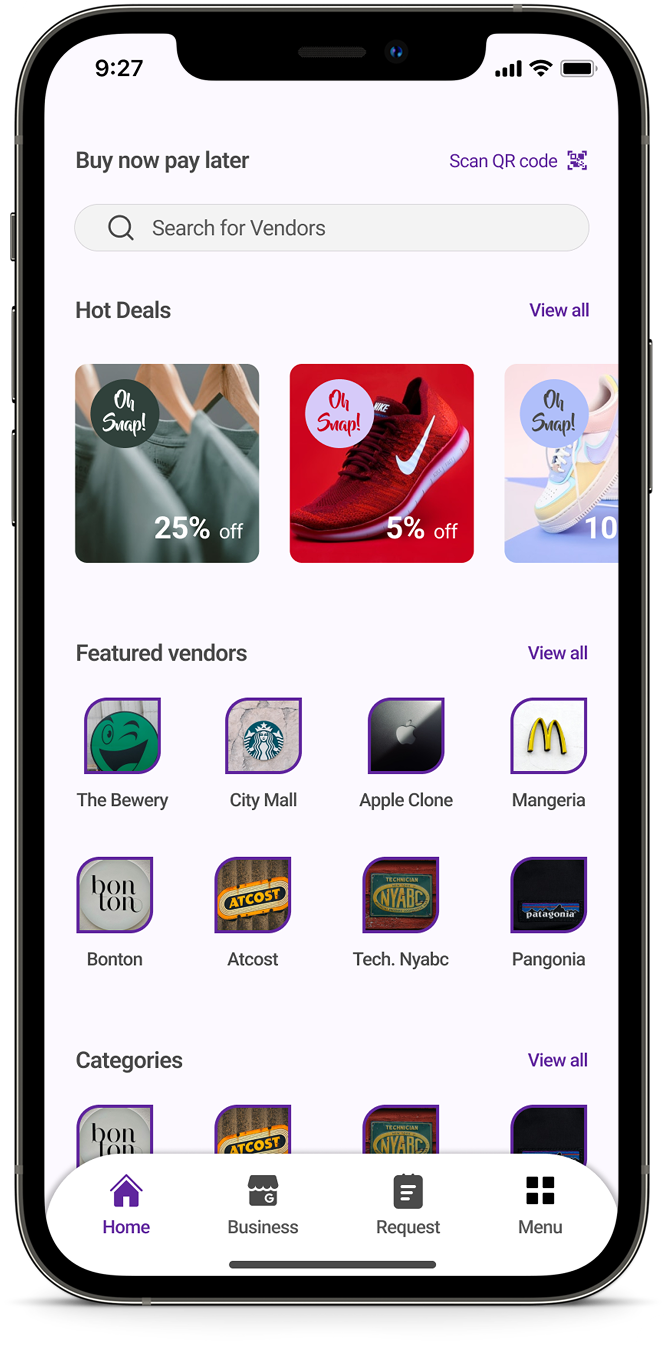 9:27
Buy now pay later
Scan QR code
Search for Vendors
Hot Deals
View all
Oh
Snap!
25% off
Oh
Snap!
NIKE
5% off
Oh
Snap!
10
Featured vendors
View all
The Bewery
City Mall
Apple Clone
Mangeria
bon
ton
ATCOST
TECHNICIAN
NYABC
patagonia
Bonton
Atcost
Tech. Nyabc
Pangonia
Categories
View all
bon
ATCOST
TECHNICIAN
NYABC
G
Home
Business
Request
Menu